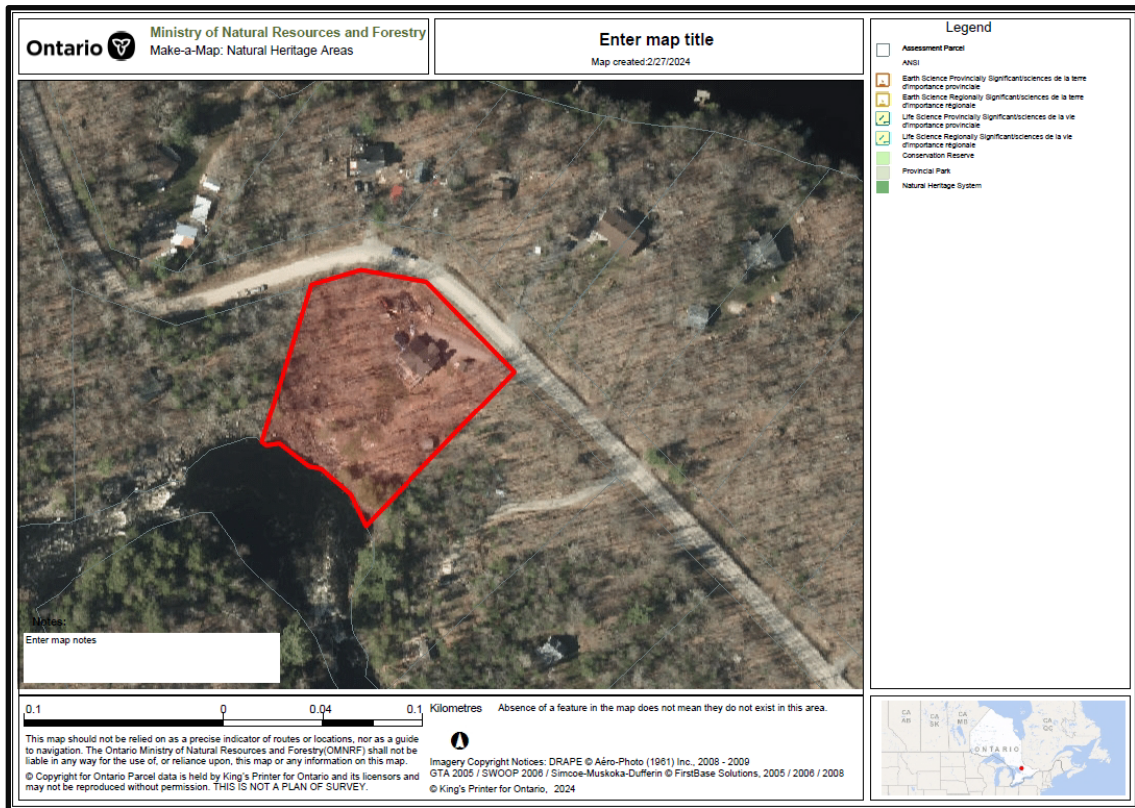 Ontario
Ministry of Natural Resources and Forestry
Make-a-Map: Natural Heritage Areas
Enter map title
Map created:2/27/2024
Legend
Assessment Parcel
ANSI
Earth Science Provincially Significant/sciences de la terre
d'importance provinciale
Earth Science Regionally Significant/sciences de la terre
d'importance régionale
Life Science Provincially Significant/sciences de la vie
d'importance provinciale
Life Science Regionally Significant/sciences de la vie
d'importance régionale
Conservation Reserve
Provincial Park
Natural Heritage System
Notes:
Enter map notes
0.1 0 0.04 0.1 Kilometres
Absence of a feature in the map does not mean they do not exist in this area.
This map should not be relied on as a precise indicator of routes or locations, nor as a guide
to navigation. The Ontario Ministry of Natural Resources and Forestry(OMNRF) shall not be
liable in any way for the use of, or reliance upon, this map or any information on this map.
© Copyright for Ontario Parcel data is held by King's Printer for Ontario and its licensors and
may not be reproduced without permission. THIS IS NOT A PLAN OF SURVEY.
Imagery Copyright Notices: DRAPE © Aéro-Photo (1961) Inc., 2008 - 2009
GTA 2005 / SWOOP 2006 / Simcoe-Muskoka-Dufferin © FirstBase Solutions, 2005 / 2006 / 2008
© King's Printer for Ontario, 2024
CA
AB
CA
SK
CA
MB
CA
QC
ONTARIO